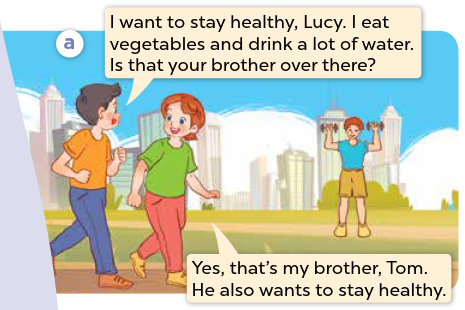 a
I want to stay healthy, Lucy. I eat
vegetables and drink a lot of water.
Is that your brother over there?
Yes, that's my brother, Tom.
He also wants to stay healthy.